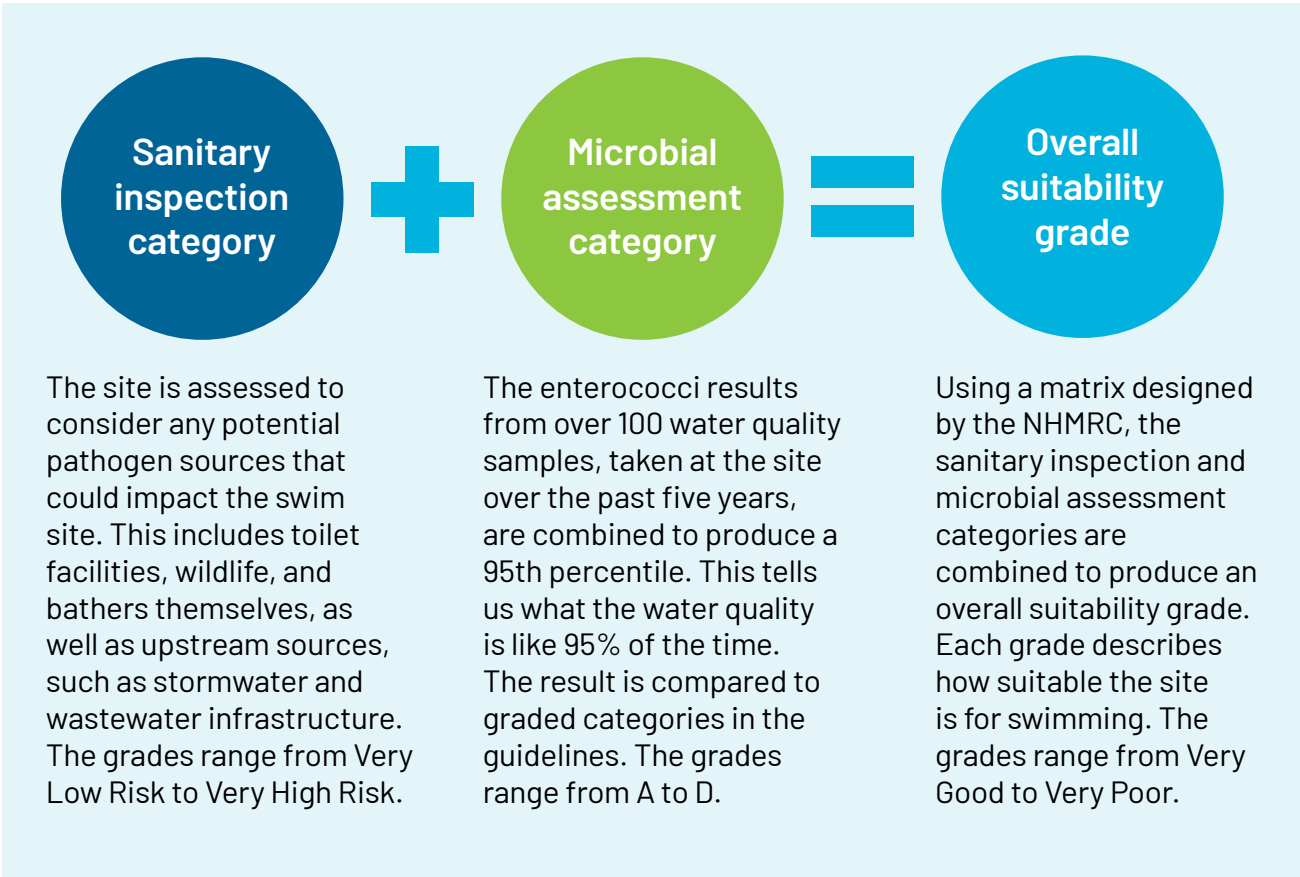 Sanitary
inspection
category
Microbial
assessment
category
Overall
suitability
grade
The site is assessed to
consider any potential
pathogen sources that
could impact the swim
site. This includes toilet
facilities, wildlife, and
bathers themselves, as
well as upstream sources,
such as stormwater and
wastewater infrastructure.
The grades range from Very
Low Risk to Very High Risk.
The enterococci results
from over 100 water quality
samples, taken at the site
over the past five years,
are combined to produce a
95th percentile. This tells
us what the water quality
is like 95% of the time.
The result is compared to
graded categories in the
guidelines. The grades
range from A to D.
Using a matrix designed
by the NHMRC, the
sanitary inspection and
microbial assessment
categories are
combined to produce an
overall suitability grade.
Each grade describes
how suitable the site
is for swimming. The
grades range from Very
Good to Very Poor.